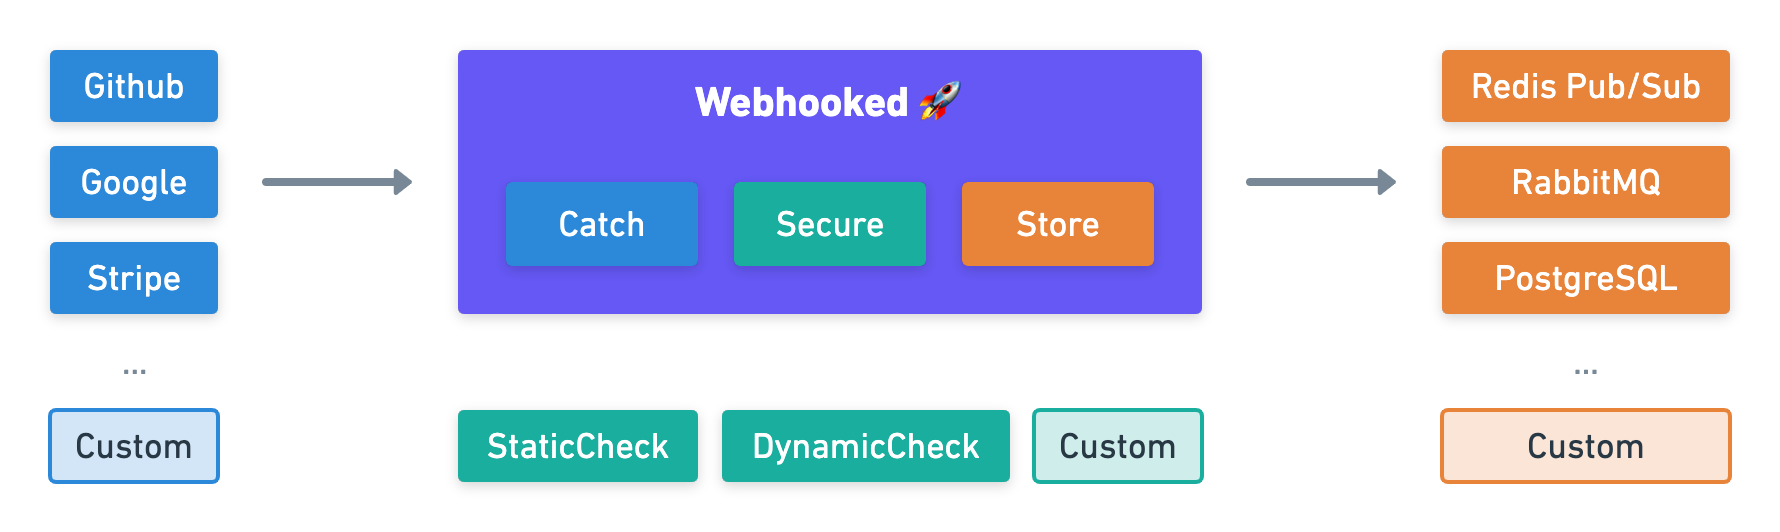 Github
Google
Stripe
...
Custom
Webhooked 🚀
Catch
Secure
Store
StaticCheck
DynamicCheck
Custom
Redis Pub/Sub
RabbitMQ
PostgreSQL
...
Custom